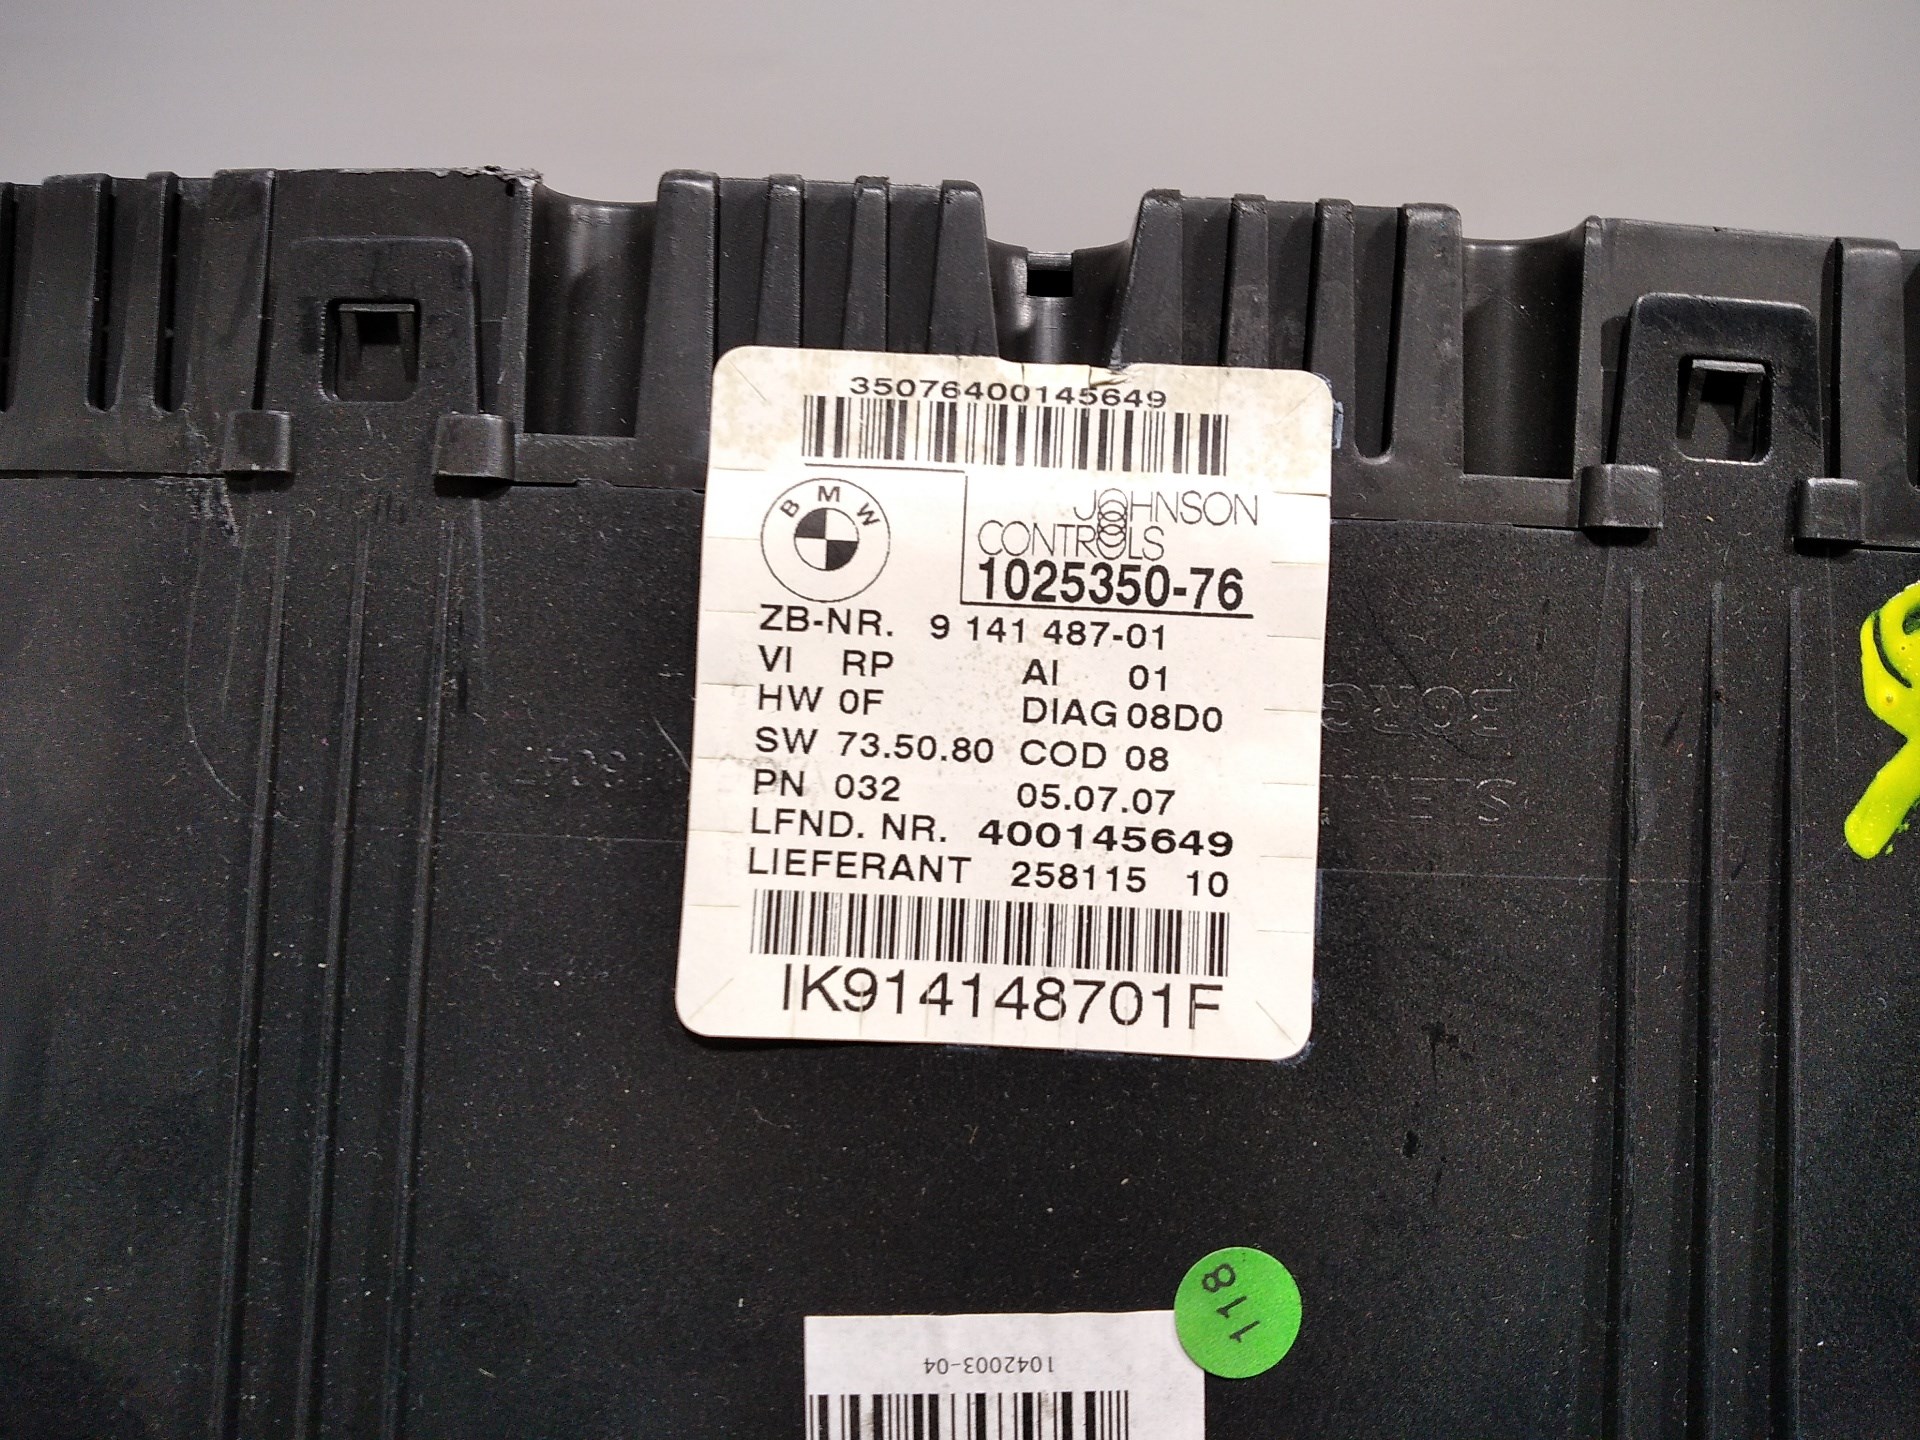 35076400145649
BMW
JOHNSON
CONTROLS
1025350-76
ZB-NR. 9 141 487-01
VI RP AI 01
HW 0F DIAG 08D0
SW 73.50.80 COD 08
PN 032 05.07.07
LFND. NR. 400145649
LIEFERANT 258115 10
IK914148701F
118
1042003-04